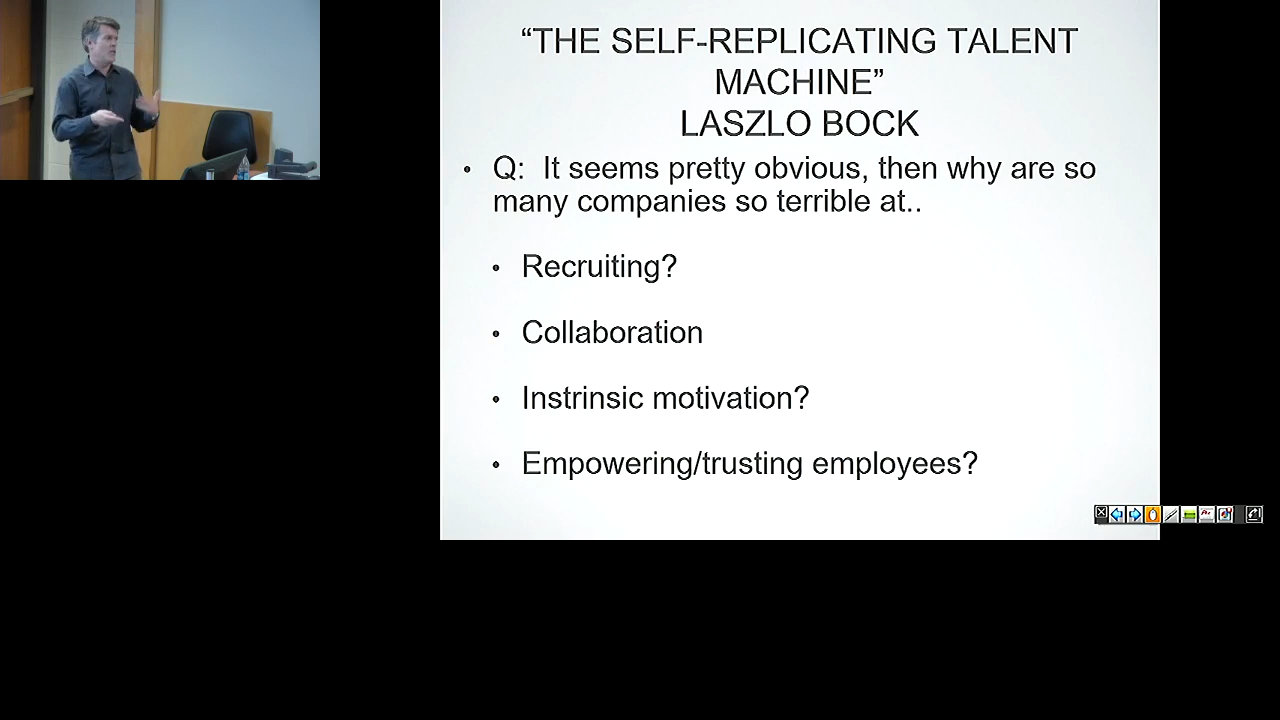 “THE SELF-REPLICATING TALENT
MACHINE”
LASZLO BOCK
• Q: It seems pretty obvious, then why are so
many companies so terrible at..
• Recruiting?
• Collaboration
• Instrinsic motivation?
• Empowering/trusting employees?